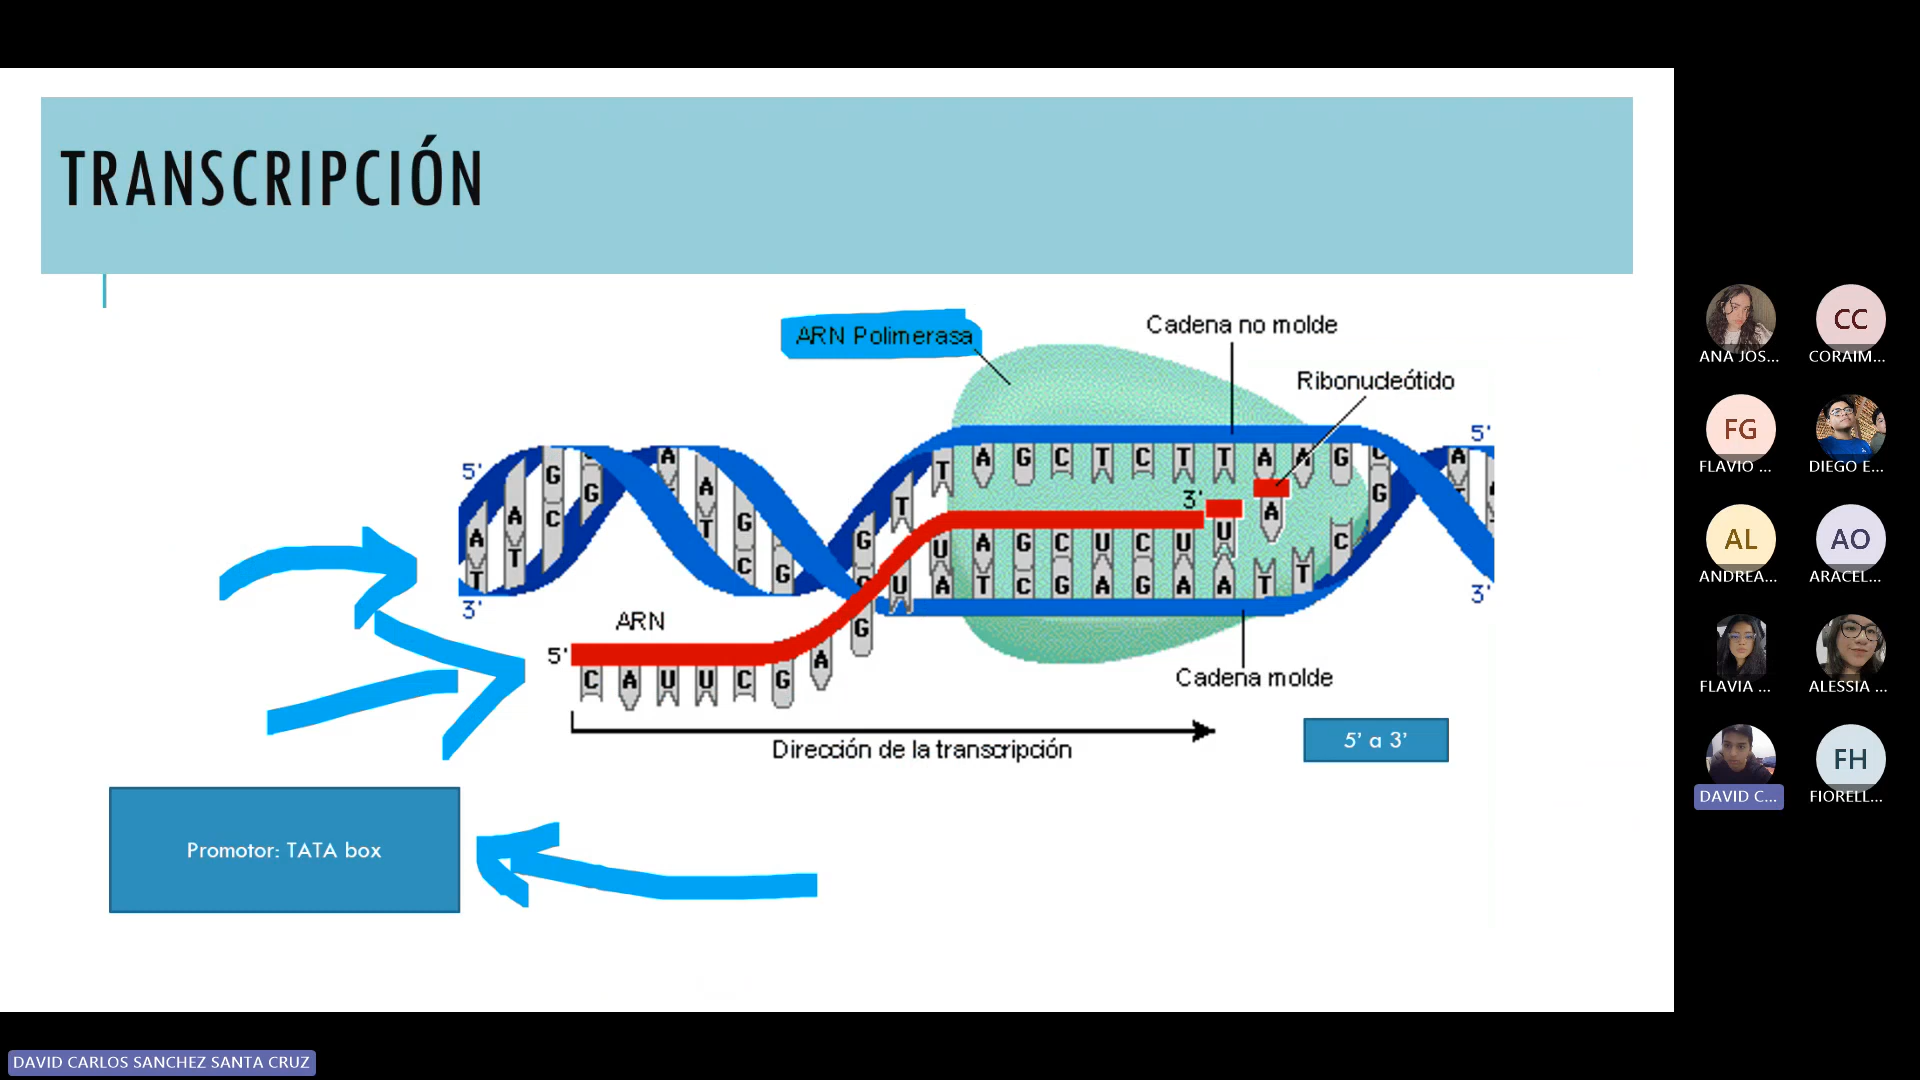 TRANSCRIPCIÓN
ARN Polimerasa
Cadena no molde
Ribonucleótido
5'
5'
T A G C T C T T A A G C
A G A G A
A T C G
T A
T C
G G
T G C G
3'
3'
3'
U A G C U C U U A
G U A T C G A G A A T T C
ARN
5'
C A U U C G A G
Cadena molde
Dirección de la transcripción
5' a 3'
Promotor: TATA box
ANA JOS...
CORAIM...
CC
FG
FLAVIO ...
DIEGO E...
AL
AO
ANDREA...
ARACEL...
FLAVIA ...
ALESSIA ...
FH
DAVID C...
FIORELL...
DAVID CARLOS SANCHEZ SANTA CRUZ